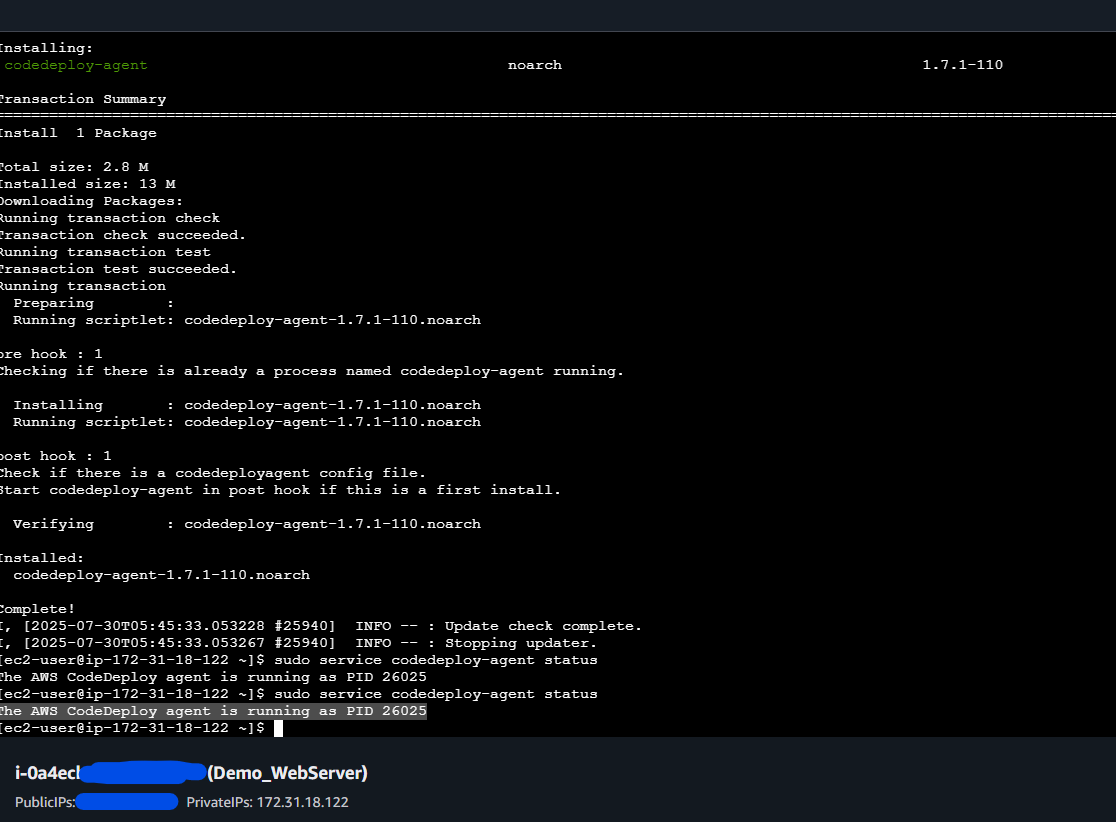 Installing:
codedeploy-agent noarch 1.7.1-110
Transaction Summary
Install 1 Package
Total size: 2.8 M
Installed size: 13 M
Downloading Packages:
Running transaction check
Transaction check succeeded.
Running transaction test
Transaction test succeeded.
Running transaction
Preparing :
Running scriptlet: codedeploy-agent-1.7.1-110.noarch
pre hook : 1
Checking if there is already a process named codedeploy-agent running.
Installing : codedeploy-agent-1.7.1-110.noarch
Running scriptlet: codedeploy-agent-1.7.1-110.noarch
post hook : 1
Check if there is a codedeployagent config file.
Start codedeploy-agent in post hook if this is a first install.
Verifying : codedeploy-agent-1.7.1-110.noarch
Installed:
codedeploy-agent-1.7.1-110.noarch
Complete!
I, [2025-07-30T05:45:33.053228 #25940] INFO -- : Update check complete.
I, [2025-07-30T05:45:33.053267 #25940] INFO -- : Stopping updater.
[ec2-user@ip-172-31-18-122 ~]$ sudo service codedeploy-agent status
The AWS CodeDeploy agent is running as PID 26025
[ec2-user@ip-172-31-18-122 ~]$ sudo service codedeploy-agent status
The AWS CodeDeploy agent is running as PID 26025
[ec2-user@ip-172-31-18-122 ~]$
i-0a4ec (Demo_WebServer)
PublicIPs: PrivateIPs: 172.31.18.122